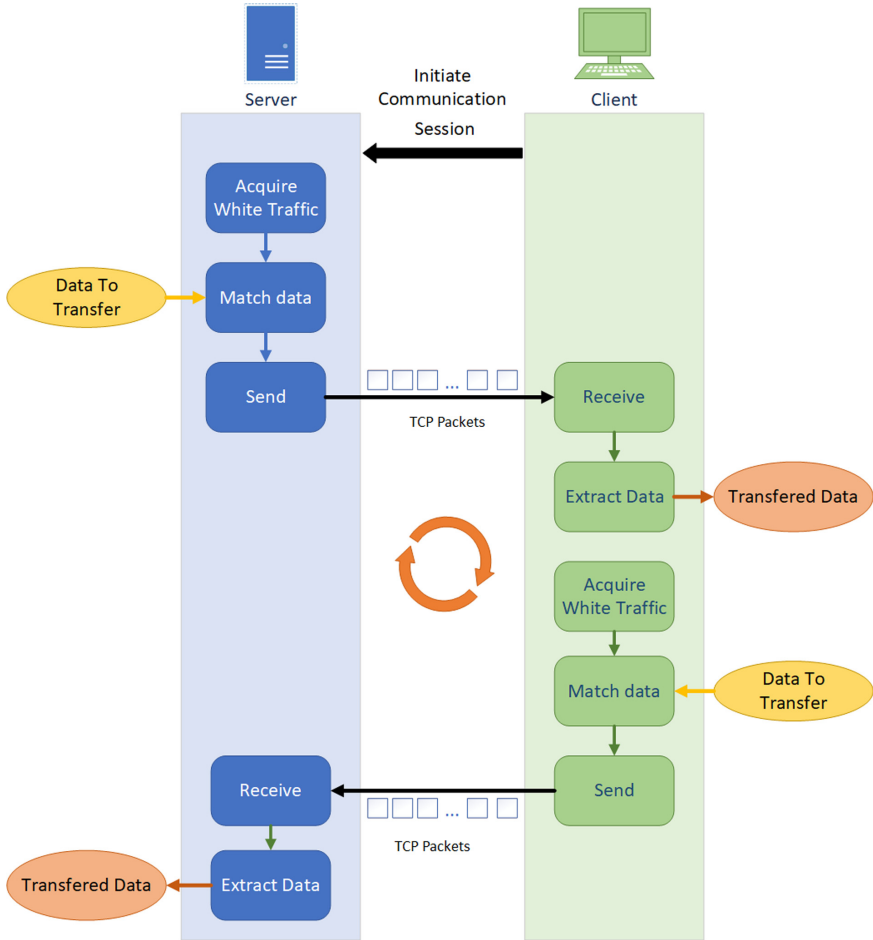 Server
Initiate
Communication
Session
Client
Acquire
White Traffic
Data To
Transfer
Match data
Send
...
TCP Packets
Receive
Extract Data
Transfered Data
Acquire
White Traffic
Match data
Data To
Transfer
Receive
Send
...
TCP Packets
Transfered Data
Extract Data